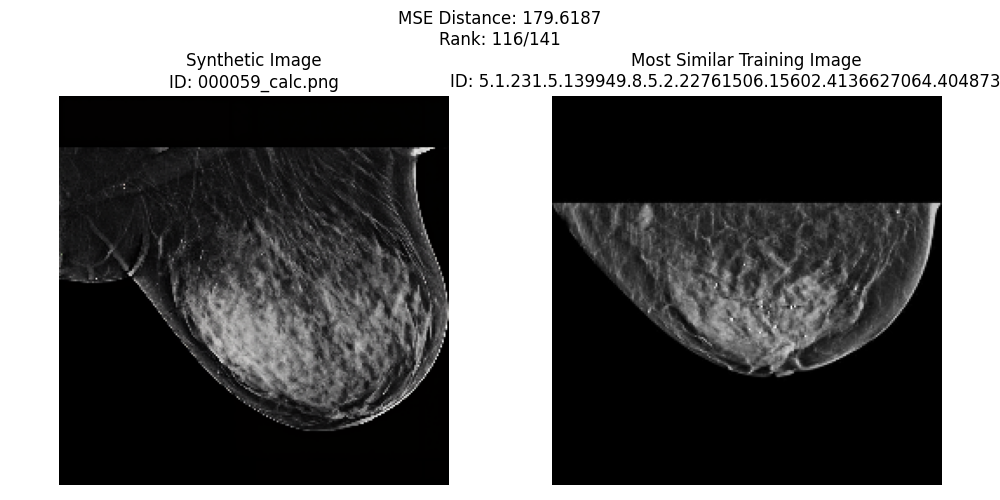 MSE Distance: 179.6187
Rank: 116/141
Synthetic Image
ID: 000059_calc.png
Most Similar Training Image
ID: 5.1.231.5.139949.8.5.2.22761506.15602.4136627064.404873